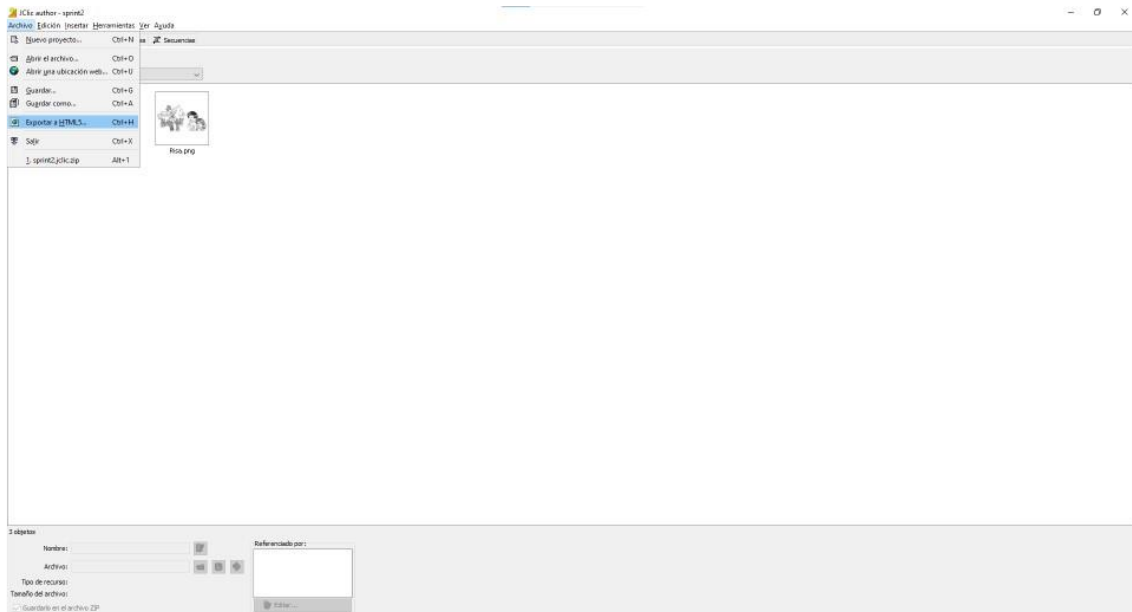 JClic author - sprint2
Archivo Edición Insertar Herramientas Ver Ayuda
Nuevo proyecto... Ctrl+N
Secuencias
Abrir el archivo... Ctrl+O
Abrir una ubicación web... Ctrl+U
Guardar... Ctrl+G
Guardar como... Ctrl+A
Exportar a HTML5... Ctrl+H
Salir Ctrl+X
1. sprint2.jclic.zip Alt+1
Risa.png
3 objetos
Nombre:
Referenciado por:
Archivo:
Tipo de recurso:
Tamaño del archivo:
Guardarlo en el archivo ZIP
Editar...